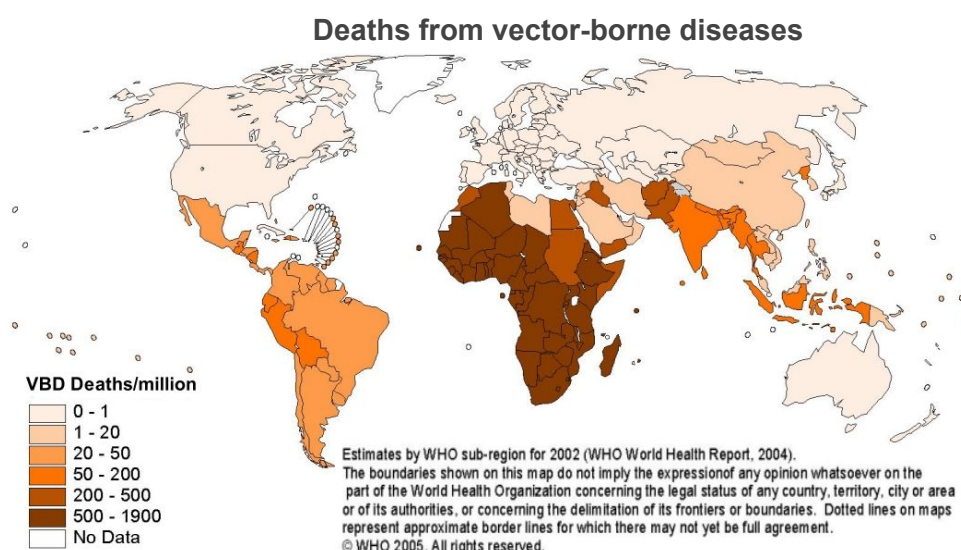 Deaths from vector-borne diseases
VBD Deaths/million
0 - 1
1 - 20
20 - 50
50 - 200
200 - 500
500 - 1900
No Data
Estimates by WHO sub-region for 2002 (WHO World Health Report, 2004).
The boundaries shown on this map do not imply the expressionof any opinion whatsoever on the
part of the World Health Organization concerning the legal status of any country, territory, city or area
or of its authorities, or concerning the delimitation of its frontiers or boundaries. Dotted lines on maps
represent approximate border lines for which there may not yet be full agreement.
© WHO 2005. All rights reserved.